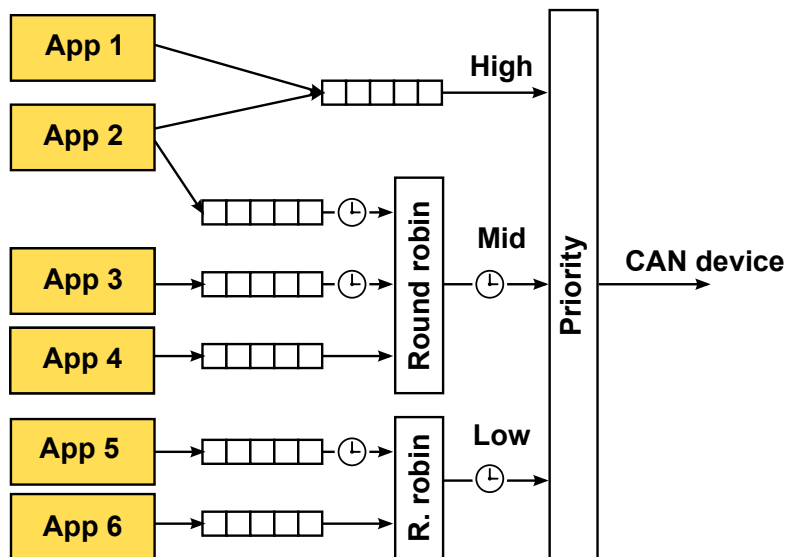 App 1
High
App 2
Mid
Round robin
Priority
CAN device
App 3
App 4
App 5
Low
R. robin
App 6